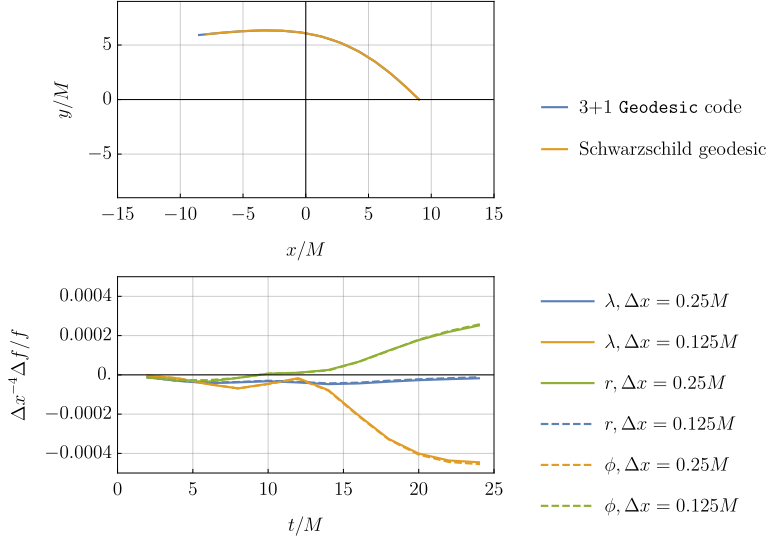 5
0
−5
y/M
−15 −10 −5 0 5 10 15
x/M
3+1 Geodesic code
Schwarzschild geodesic
0.0004
0.0002
0.
−0.0002
−0.0004
Δx⁻⁴Δf/f
0 5 10 15 20 25
t/M
λ, Δx = 0.25M
λ, Δx = 0.125M
r, Δx = 0.25M
r, Δx = 0.125M
ϕ, Δx = 0.25M
ϕ, Δx = 0.125M